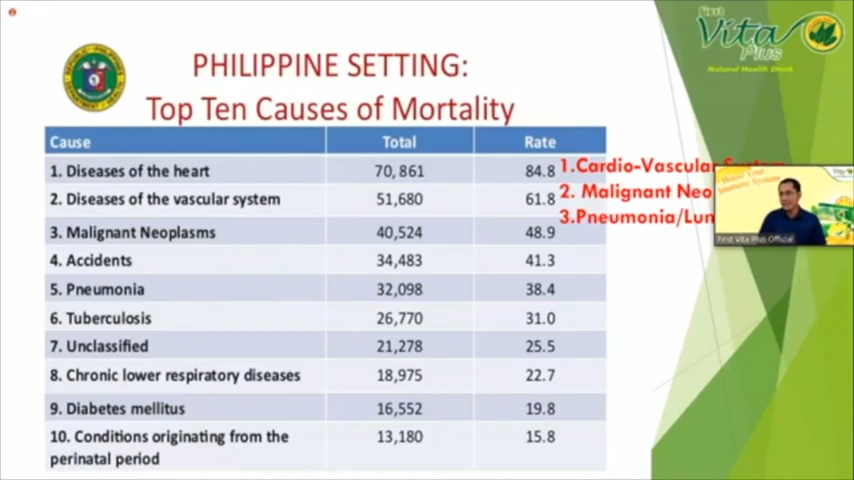 First
Vita
Plus
Natural Health Drink
PHILIPPINE SETTING:
Top Ten Causes of Mortality
Cause Total Rate
1. Diseases of the heart 70, 861 84.8
2. Diseases of the vascular system 51,680 61.8
3. Malignant Neoplasms 40,524 48.9
4. Accidents 34,483 41.3
5. Pneumonia 32,098 38.4
6. Tuberculosis 26,770 31.0
7. Unclassified 21,278 25.5
8. Chronic lower respiratory diseases 18,975 22.7
9. Diabetes mellitus 16,552 19.8
10. Conditions originating from the 13,180 15.8
perinatal period
1.Cardio-Vascular System
2. Malignant Neo
3.Pneumonia/Lun
Boost Your
Immune System
First Vita Plus Official